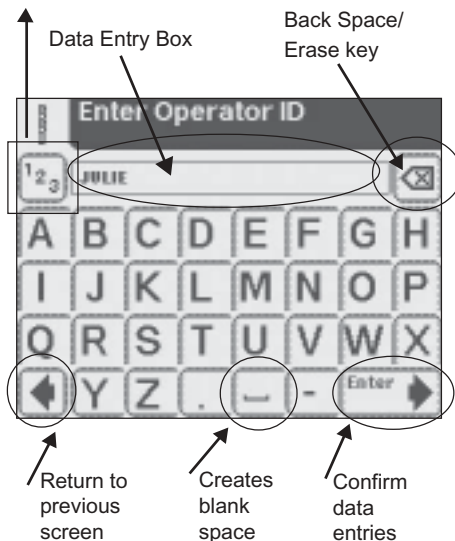 Data Entry Box
Back Space/
Erase key
Enter Operator ID
123
JULIE
A B C D E F G H
I J K L M N O P
Q R S T U V W X
Y Z . - Enter
Return to
previous
screen
Creates
blank
space
Confirm
data
entries